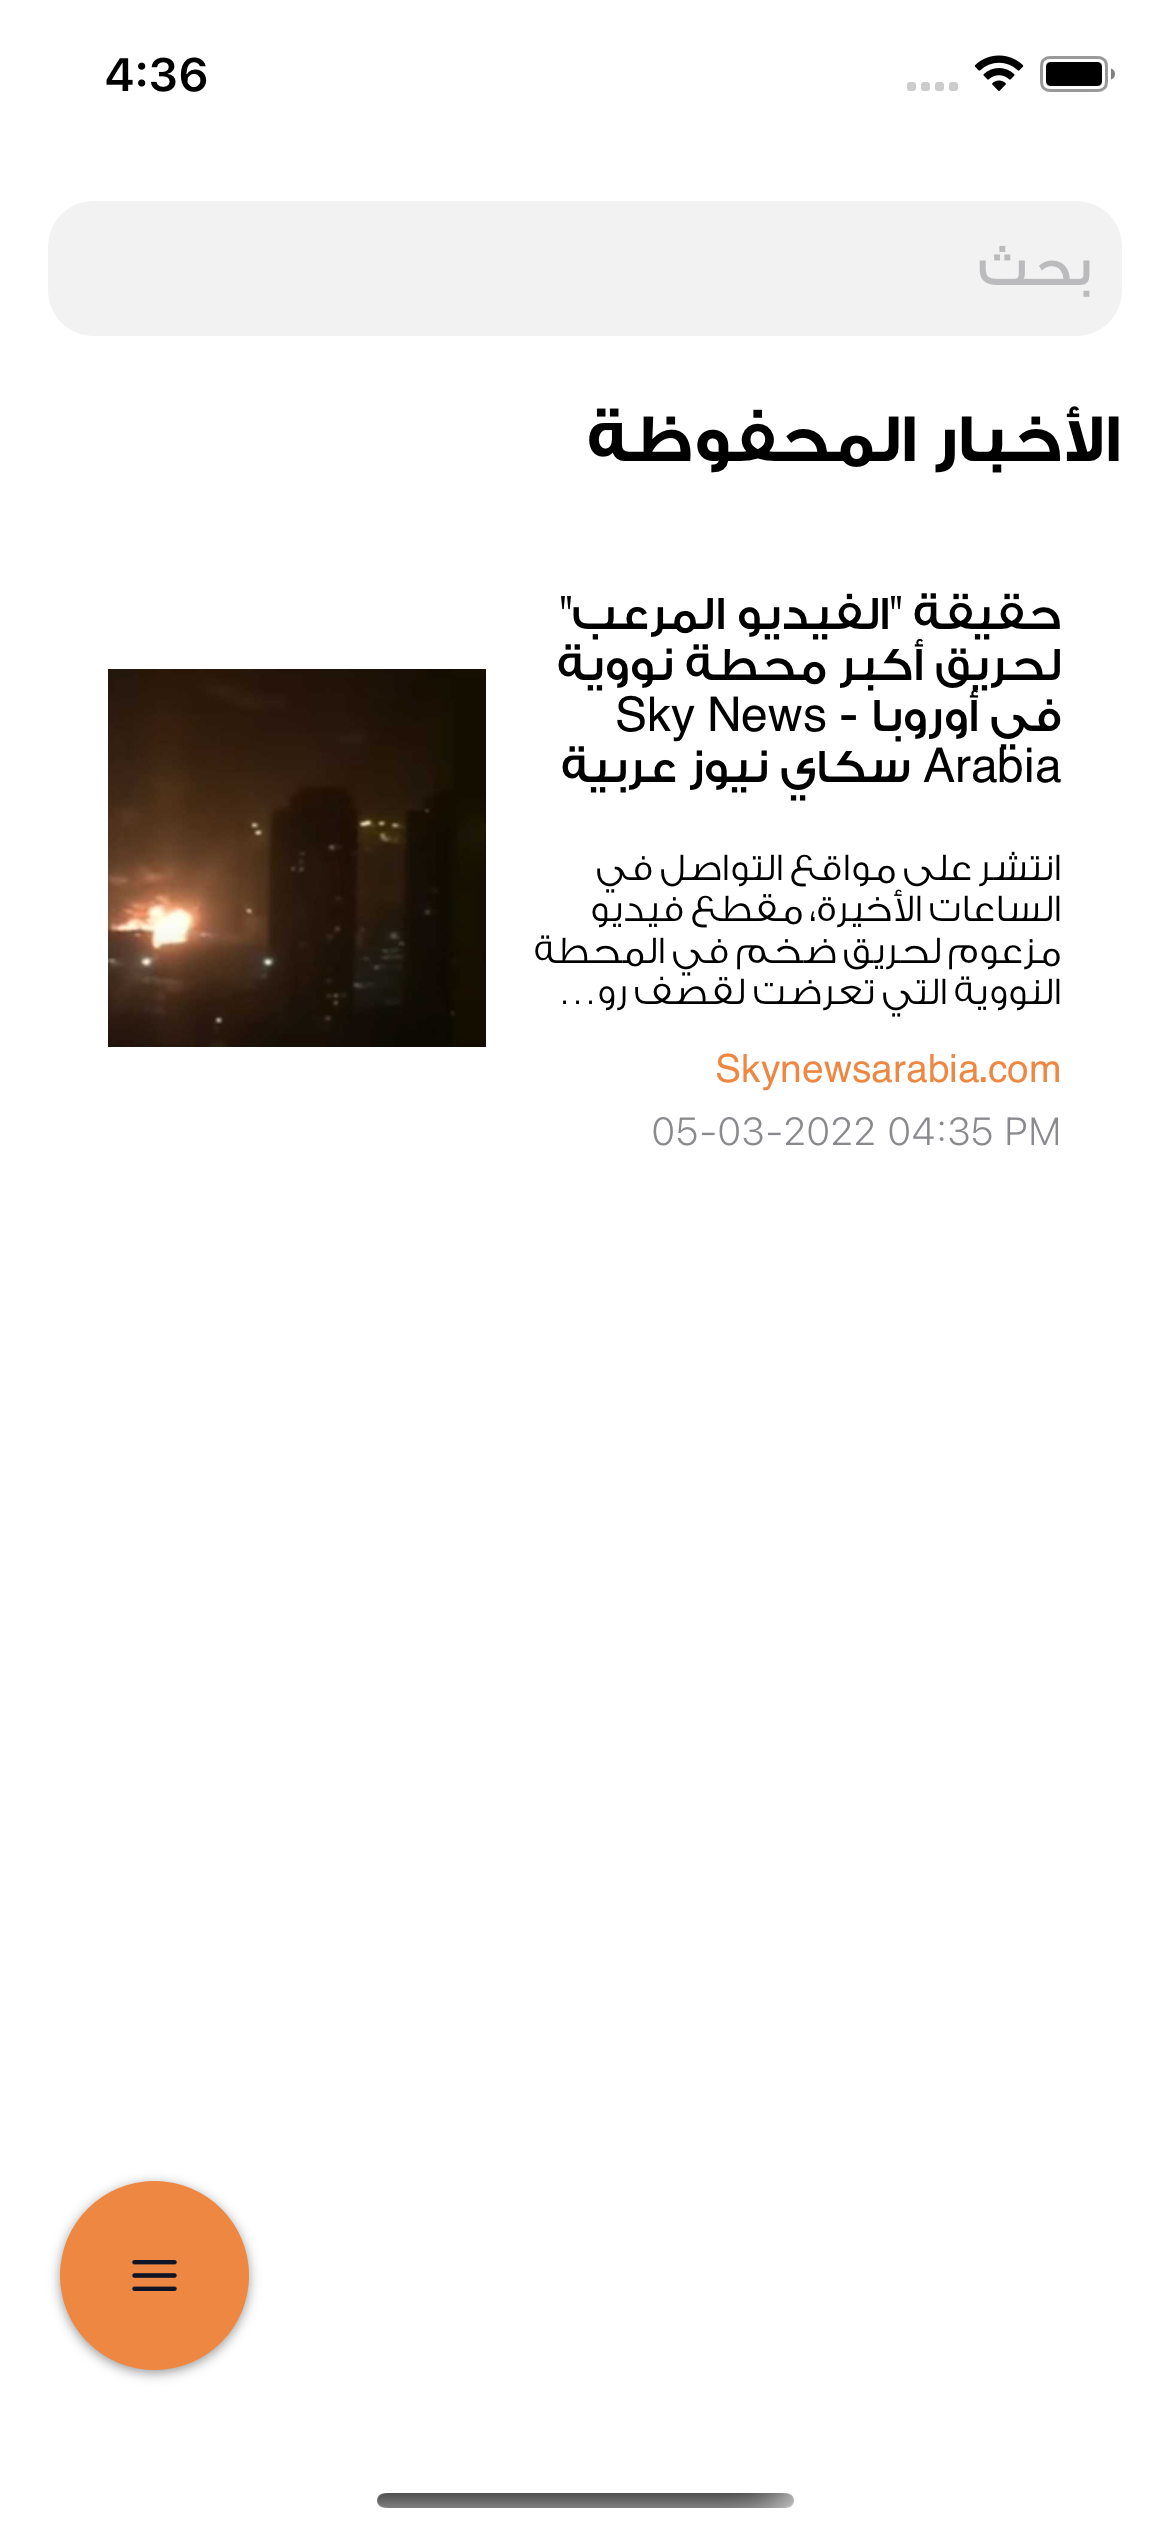 4:36
بحث
الأخبار المحفوظة
حقيقة "الفيديو المرعب"
لحريق أكبر محطة نووية
في أوروبا - Sky News
Arabia سكاي نيوز عربية
انتشر على مواقع التواصل في
الساعات الأخيرة، مقطع فيديو
مزعوم لحريق ضخم في المحطة
النووية التي تعرضت لقصف رو...
Skynewsarabia.com
05-03-2022 04:35 PM